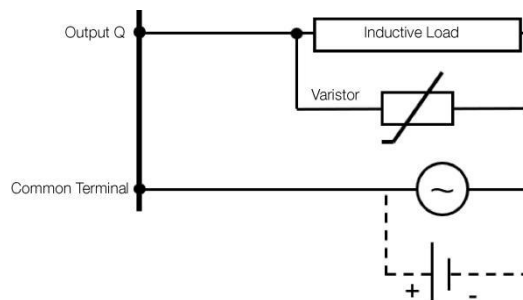 Output Q
Inductive Load
Varistor
Common Terminal
~
+ -